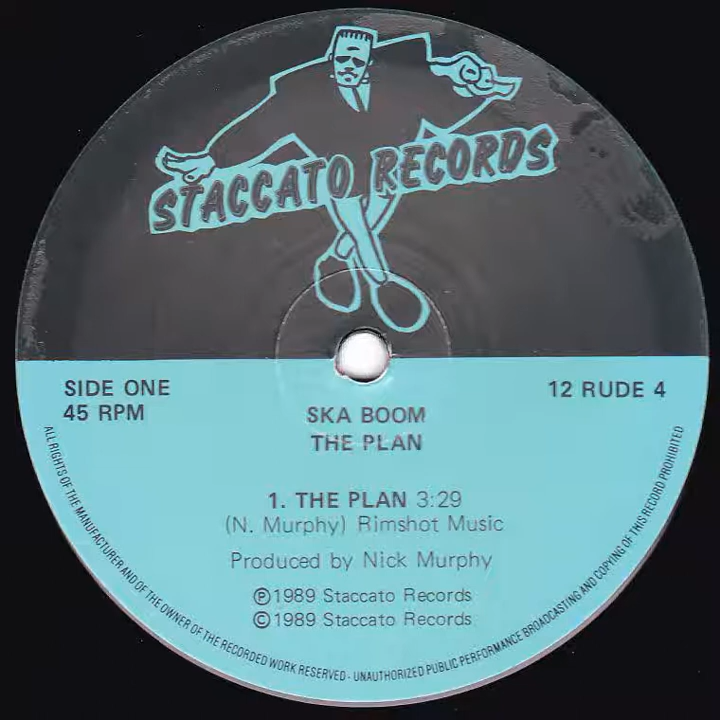 STACCATO RECORDS
SIDE ONE
45 RPM
12 RUDE 4
SKA BOOM
THE PLAN
1. THE PLAN 3:29
(N. Murphy) Rimshot Music
Produced by Nick Murphy
℗1989 Staccato Records
©1989 Staccato Records
ALL RIGHTS OF THE MANUFACTURER AND OF THE OWNER OF THE RECORDED WORK RESERVED - UNAUTHORIZED PUBLIC PERFORMANCE BROADCASTING AND COPYING OF THIS RECORD PROHIBITED